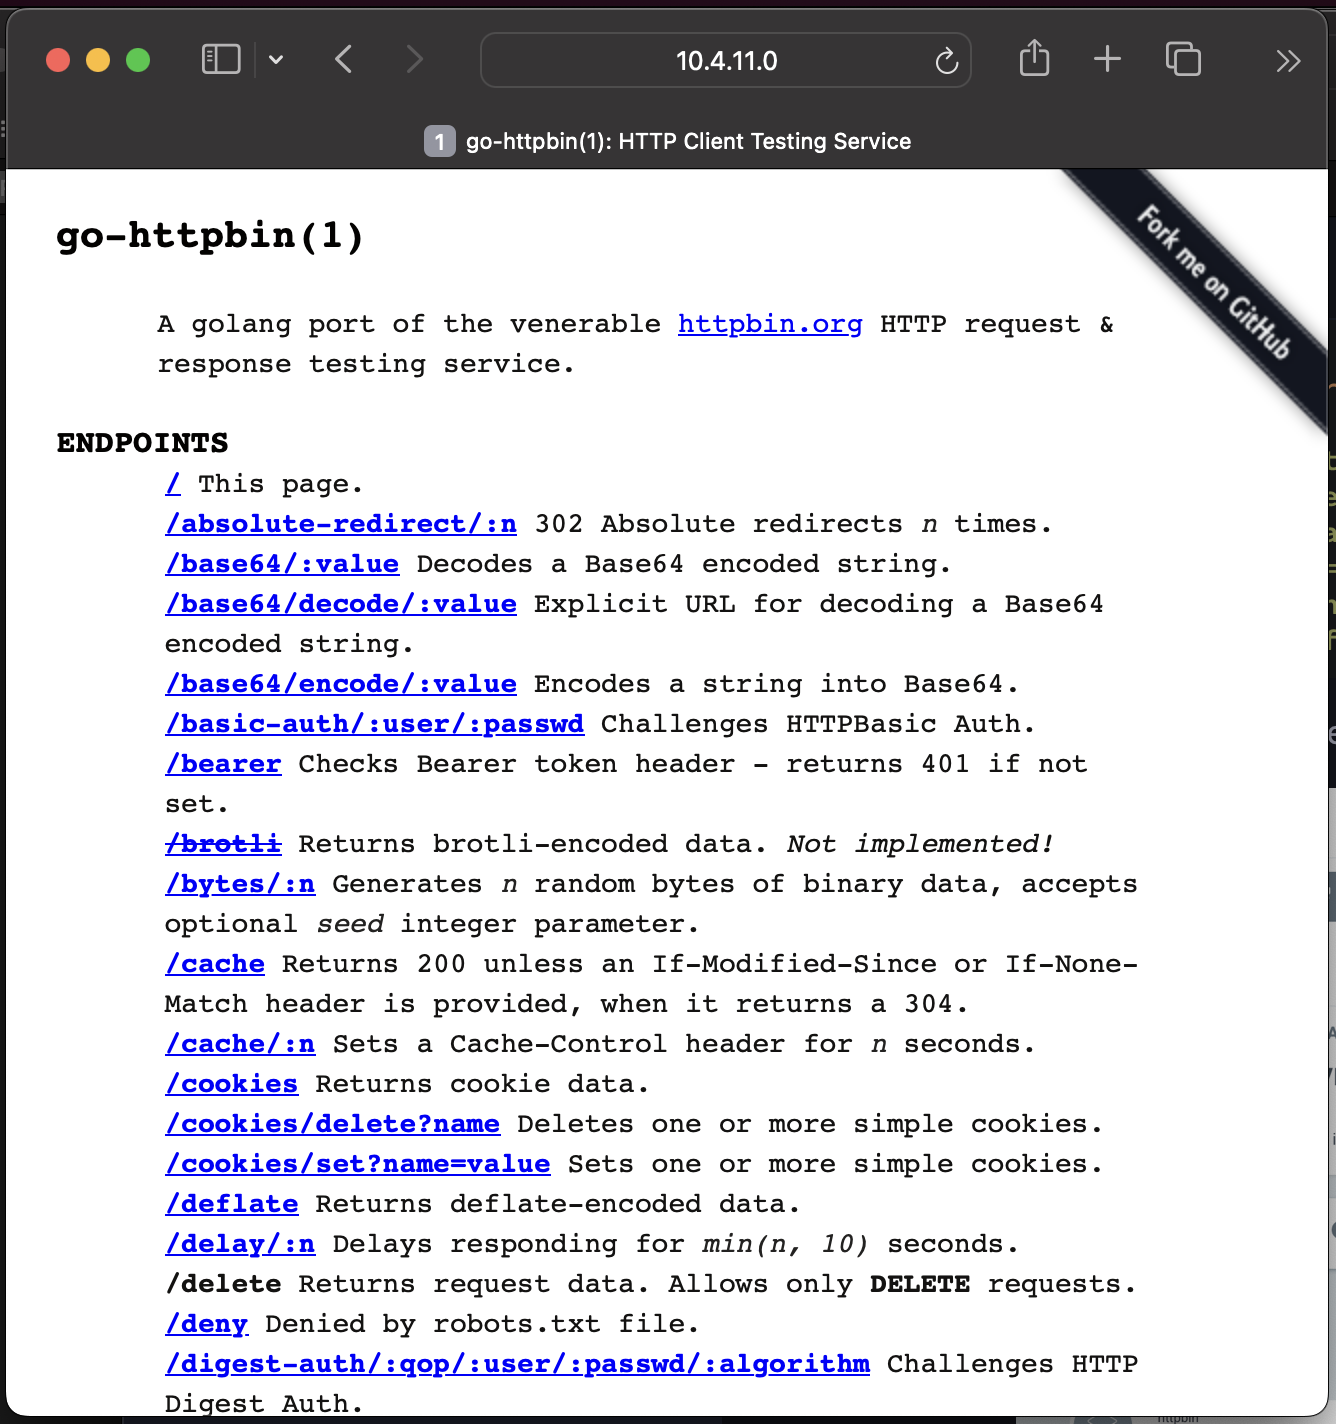 10.4.11.0
1 go-httpbin(1): HTTP Client Testing Service
Fork me on GitHub
go-httpbin(1)
A golang port of the venerable httpbin.org HTTP request &
response testing service.
ENDPOINTS
/ This page.
/absolute-redirect/:n 302 Absolute redirects n times.
/base64/:value Decodes a Base64 encoded string.
/base64/decode/:value Explicit URL for decoding a Base64
encoded string.
/base64/encode/:value Encodes a string into Base64.
/basic-auth/:user/:passwd Challenges HTTPBasic Auth.
/bearer Checks Bearer token header - returns 401 if not
set.
/brotli Returns brotli-encoded data. Not implemented!
/bytes/:n Generates n random bytes of binary data, accepts
optional seed integer parameter.
/cache Returns 200 unless an If-Modified-Since or If-None-
Match header is provided, when it returns a 304.
/cache/:n Sets a Cache-Control header for n seconds.
/cookies Returns cookie data.
/cookies/delete?name Deletes one or more simple cookies.
/cookies/set?name=value Sets one or more simple cookies.
/deflate Returns deflate-encoded data.
/delay/:n Delays responding for min(n, 10) seconds.
/delete Returns request data. Allows only DELETE requests.
/deny Denied by robots.txt file.
/digest-auth/:qop/:user/:passwd/:algorithm Challenges HTTP
Digest Auth.